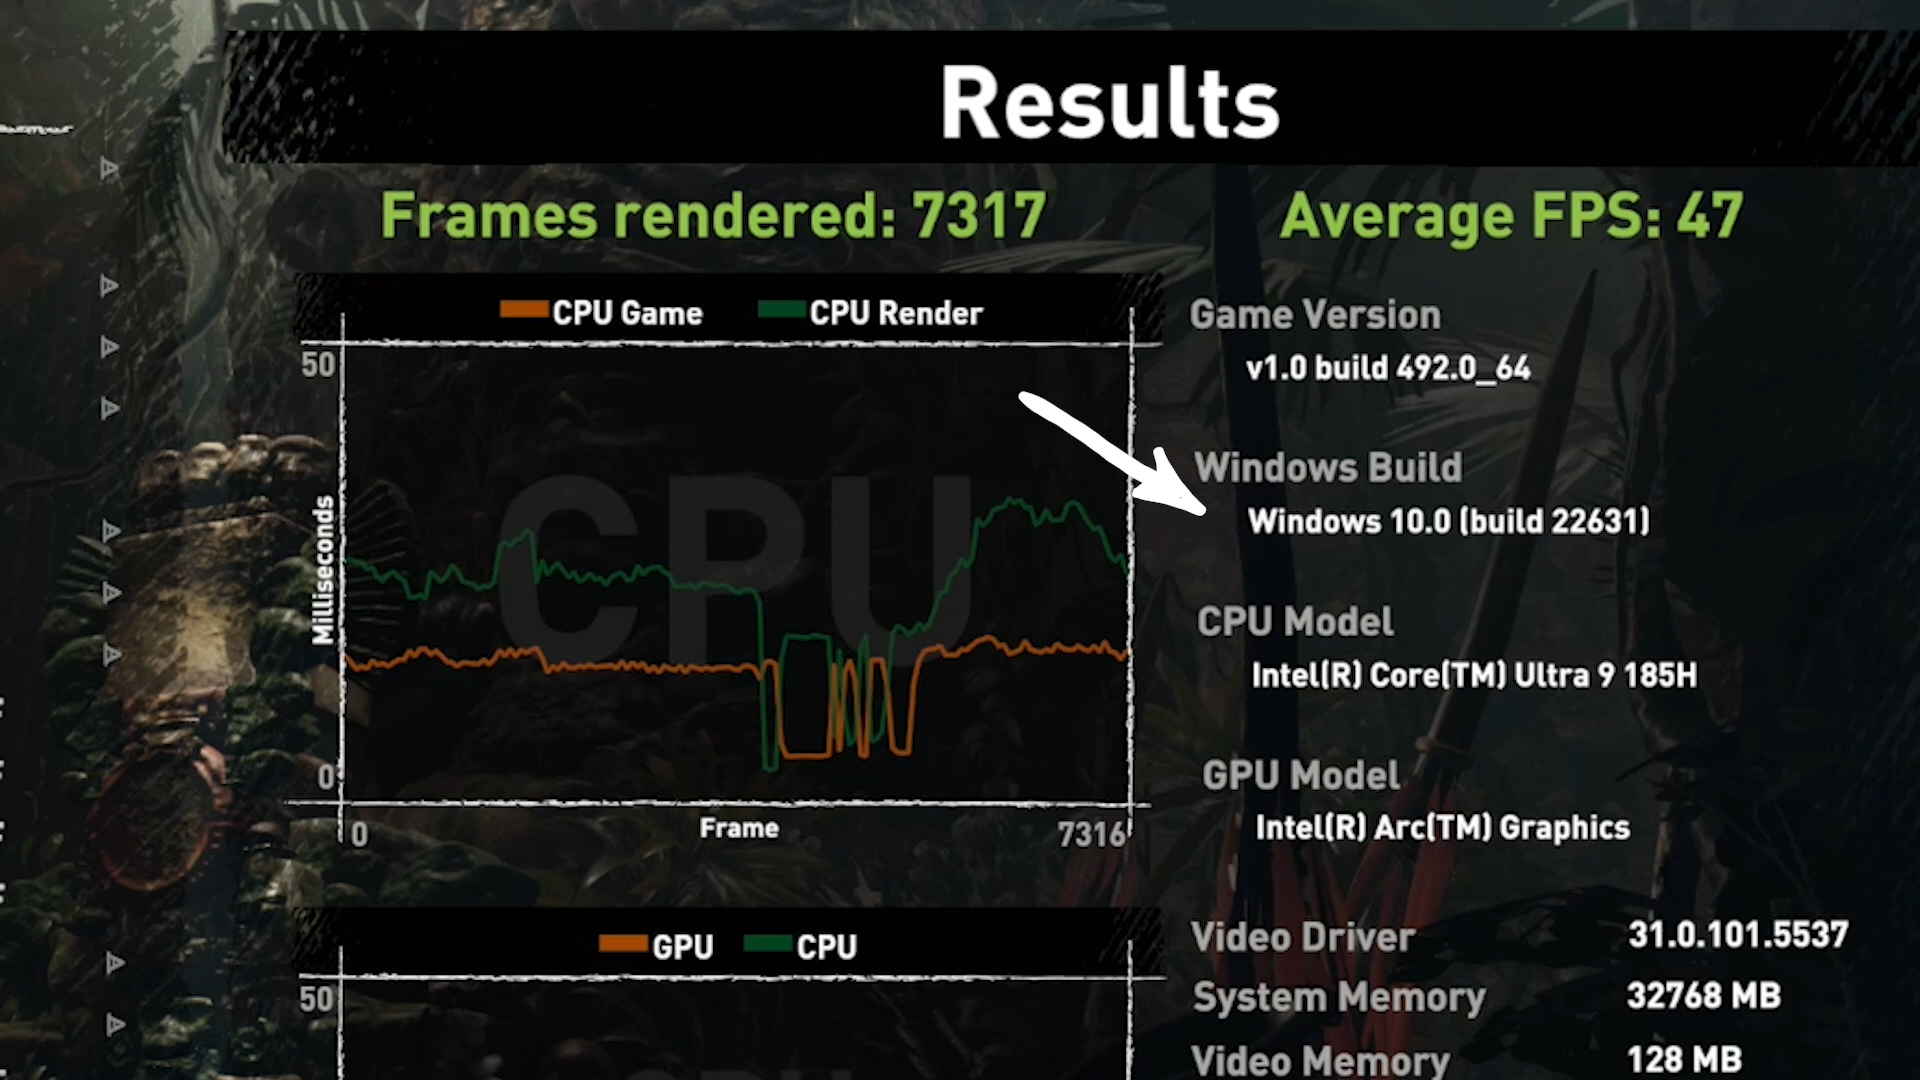 Results
Frames rendered: 7317
Average FPS: 47
CPU Game
CPU Render
50
Milliseconds
CPU
0
0
Frame
7316
Game Version
v1.0 build 492.0_64
Windows Build
Windows 10.0 (build 22631)
CPU Model
Intel(R) Core(TM) Ultra 9 185H
GPU Model
Intel(R) Arc(TM) Graphics
GPU
CPU
50
Video Driver
31.0.101.5537
System Memory
32768 MB
Video Memory
128 MB